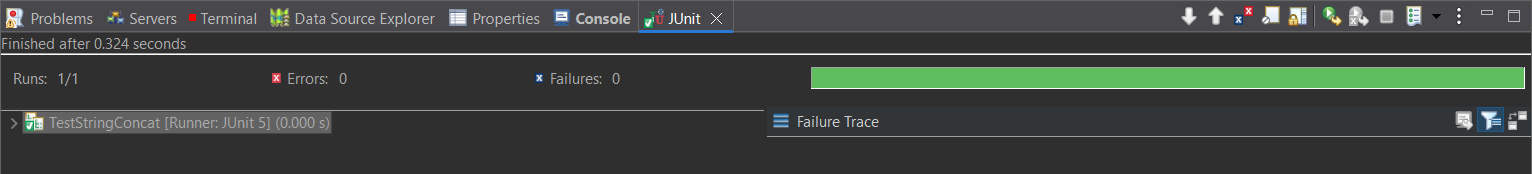 Problems Servers Terminal Data Source Explorer Properties Console JUnit
Finished after 0.324 seconds
Runs: 1/1 Errors: 0 Failures: 0
TestStringConcat [Runner: JUnit 5] (0.000 s)
Failure Trace